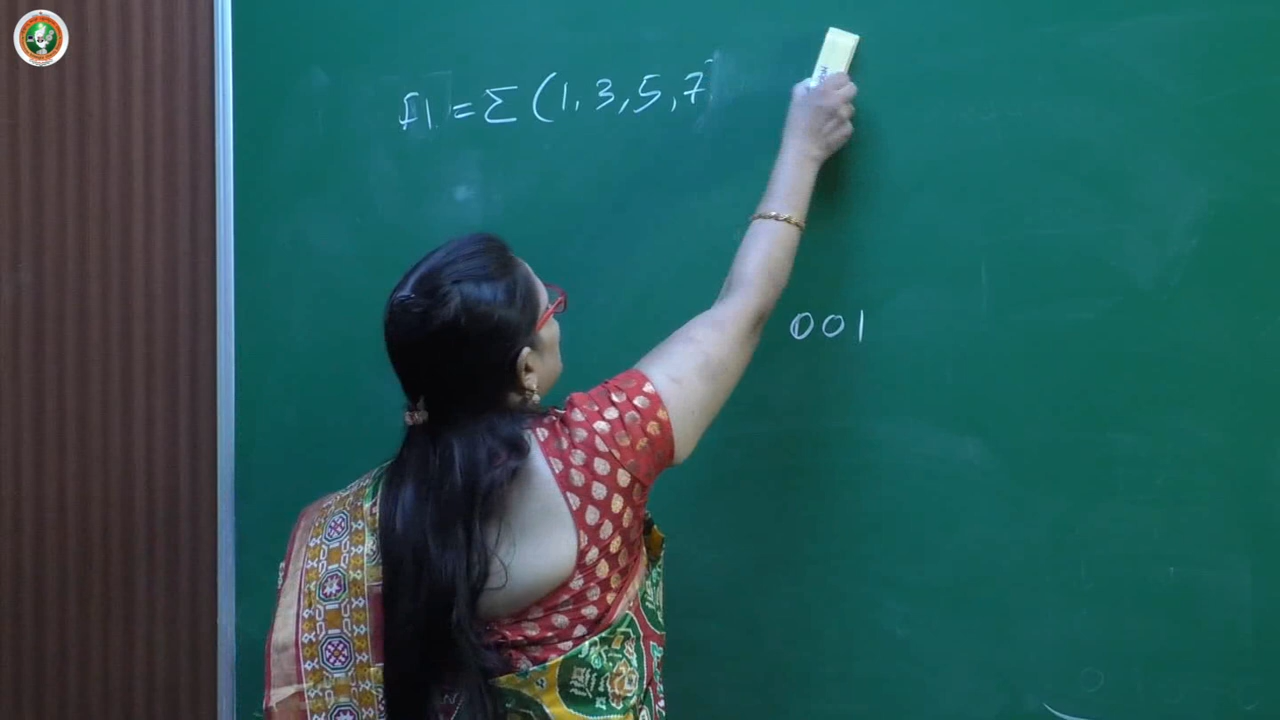 f1 = Σ (1, 3, 5, 7
001